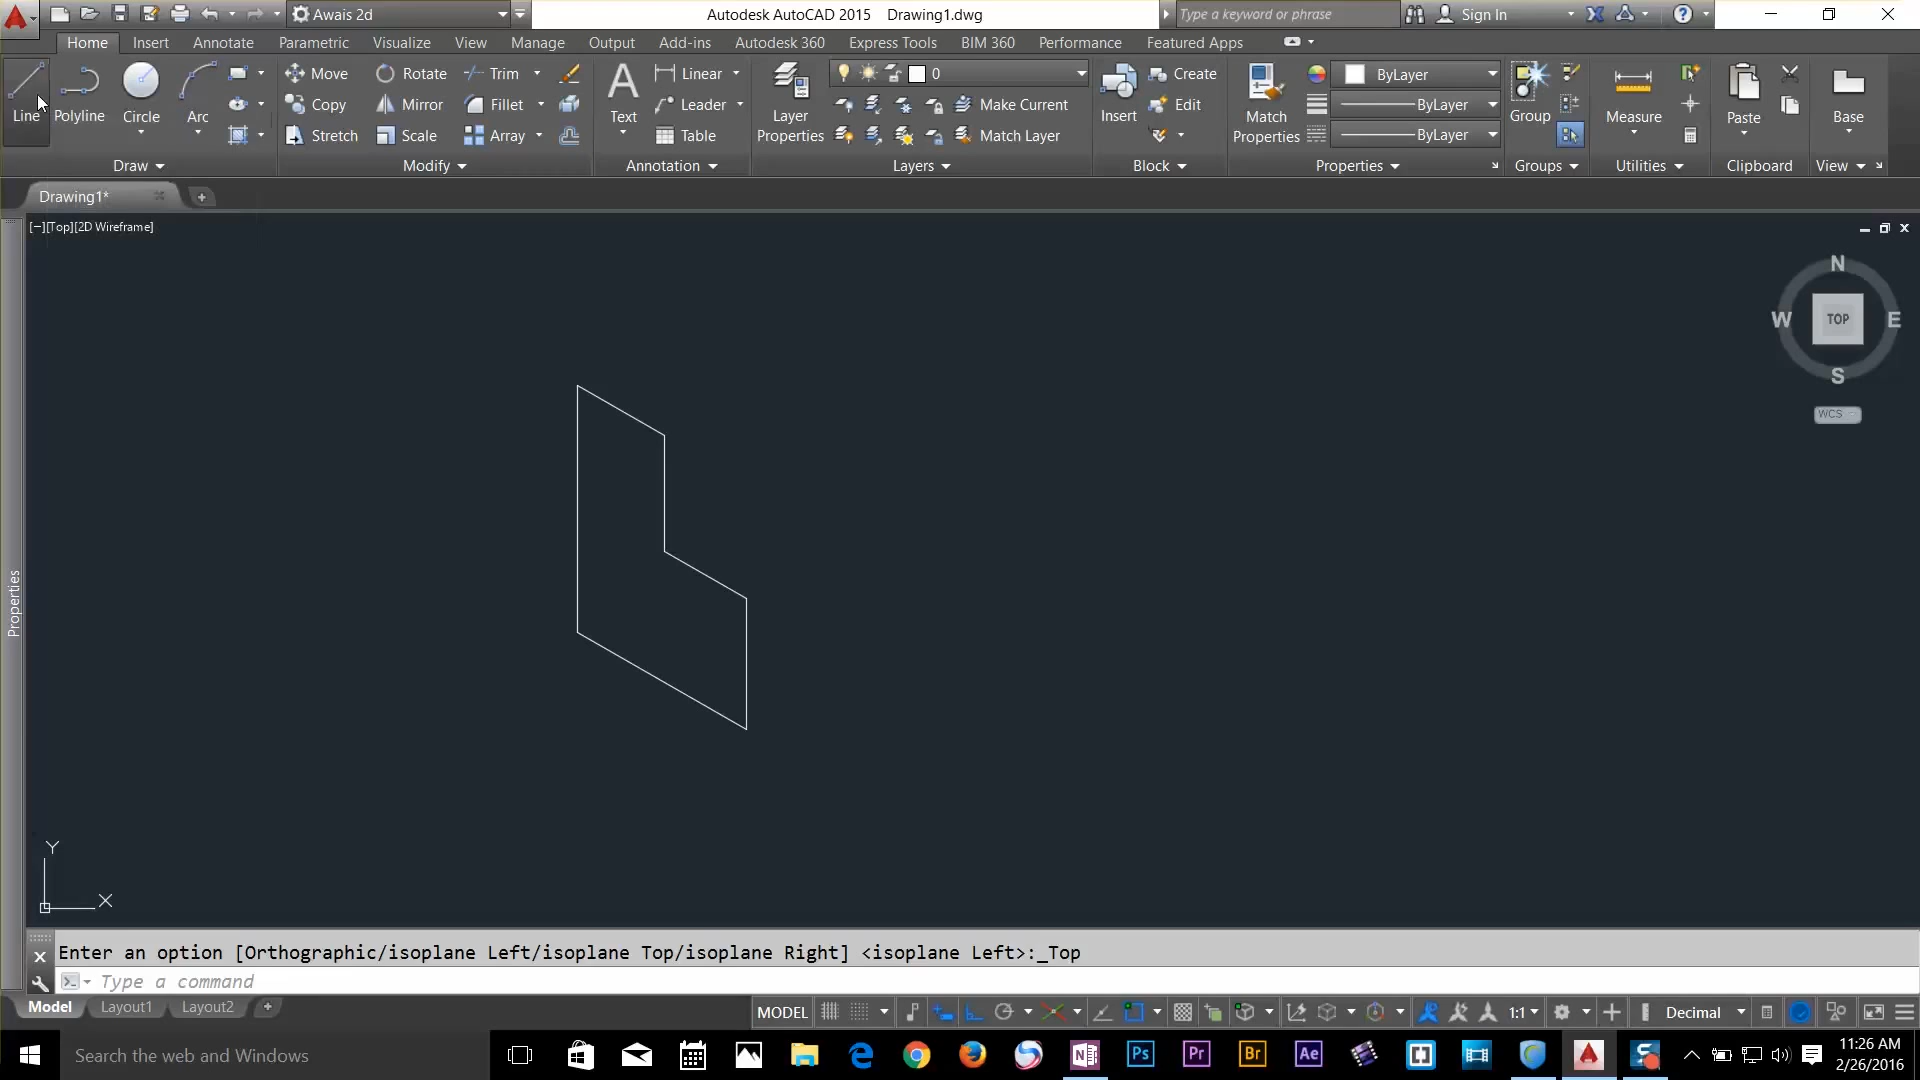 Awais 2d
Autodesk AutoCAD 2015 Drawing1.dwg
Type a keyword or phrase
Sign In
Home Insert Annotate Parametric Visualize View Manage Output Add-ins Autodesk 360 Express Tools BIM 360 Performance Featured Apps
Line Polyline Circle Arc
Move Rotate Trim
Copy Mirror Fillet
Stretch Scale Array
Text
Linear
Leader
Table
Layer Properties
0
Make Current
Match Layer
Insert
Create
Edit
Match Properties
ByLayer
ByLayer
ByLayer
Group
Measure
Paste
Base
Draw Modify Annotation Layers Block Properties Groups Utilities Clipboard View
Drawing1*
[−][Top][2D Wireframe]
N
W TOP E
S
WCS
Properties
Y
X
Enter an option [Orthographic/isoplane Left/isoplane Top/isoplane Right] <isoplane Left>:_Top
Type a command
Model Layout1 Layout2
MODEL 1:1 Decimal
Search the web and Windows
Ps Pr Br Ae
11:26 AM
2/26/2016